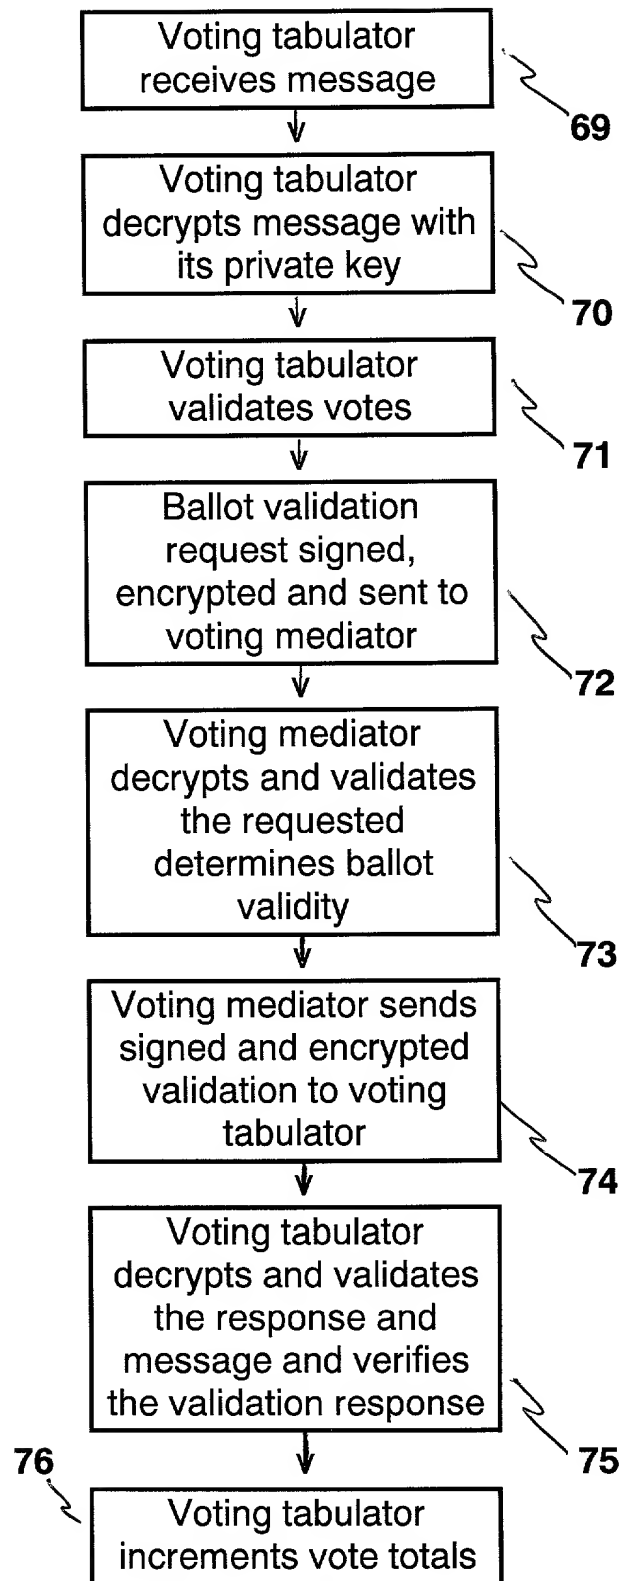 Voting tabulator
receives message
69
Voting tabulator
decrypts message with
its private key
70
Voting tabulator
validates votes
71
Ballot validation
request signed,
encrypted and sent to
voting mediator
72
Voting mediator
decrypts and validates
the requested
determines ballot
validity
73
Voting mediator sends
signed and encrypted
validation to voting
tabulator
74
Voting tabulator
decrypts and validates
the response and
message and verifies
the validation response
75
76
Voting tabulator
increments vote totals